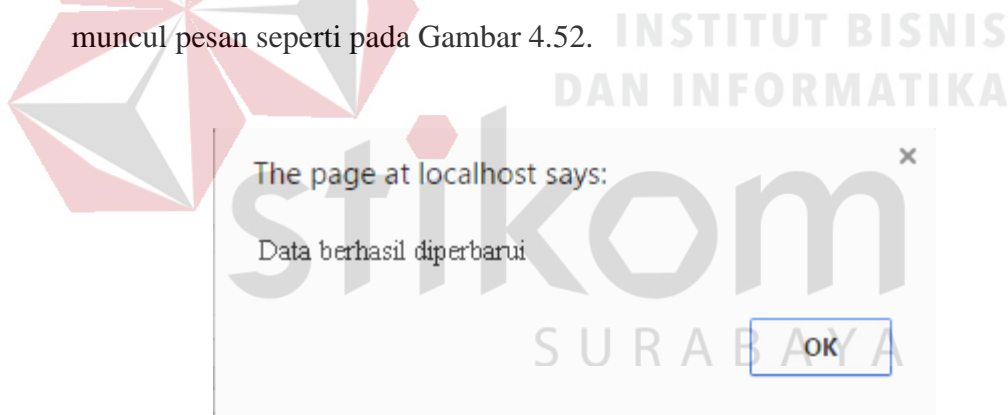 muncul pesan seperti pada Gambar 4.52.
INSTITUT BISNIS
DAN INFORMATIKA
The page at localhost says:
×
stikom
Data berhasil diperbarui
SURABAYA
OK